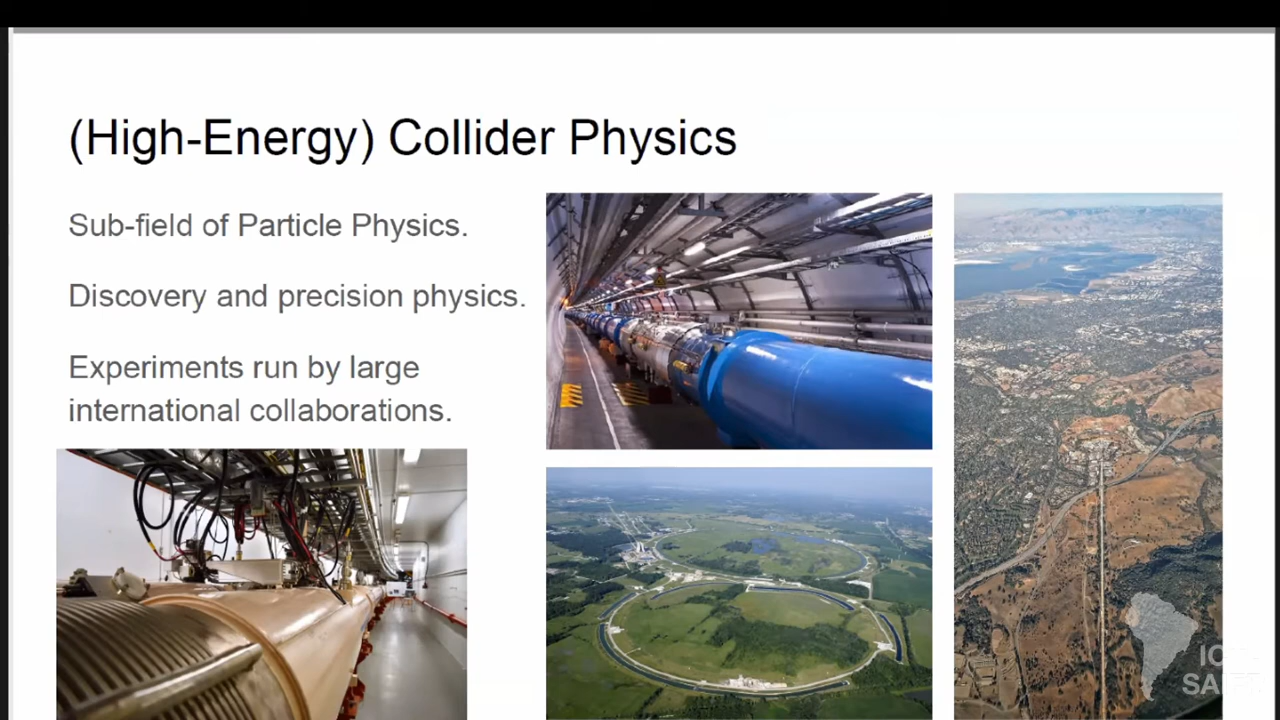 (High-Energy) Collider Physics
Sub-field of Particle Physics.
Discovery and precision physics.
Experiments run by large
international collaborations.